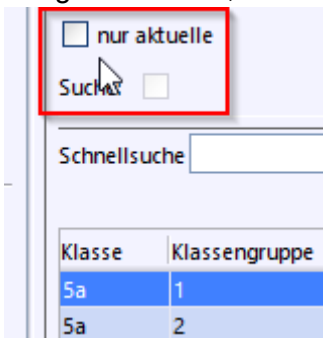 nur aktuelle
Suche
Schnellsuche
Klasse Klassengruppe
5a 1
5a 2